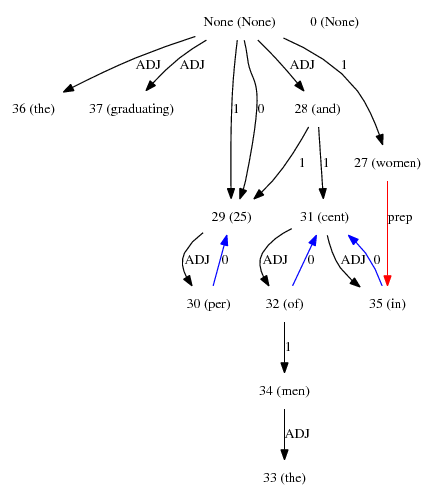 None (None) 0 (None)
ADJ ADJ ADJ 1
36 (the) 37 (graduating) 1 0 28 (and)
27 (women)
1 1
29 (25) 31 (cent) prep
ADJ 0 ADJ 0 ADJ 0
30 (per) 32 (of) 35 (in)
1
34 (men)
ADJ
33 (the)